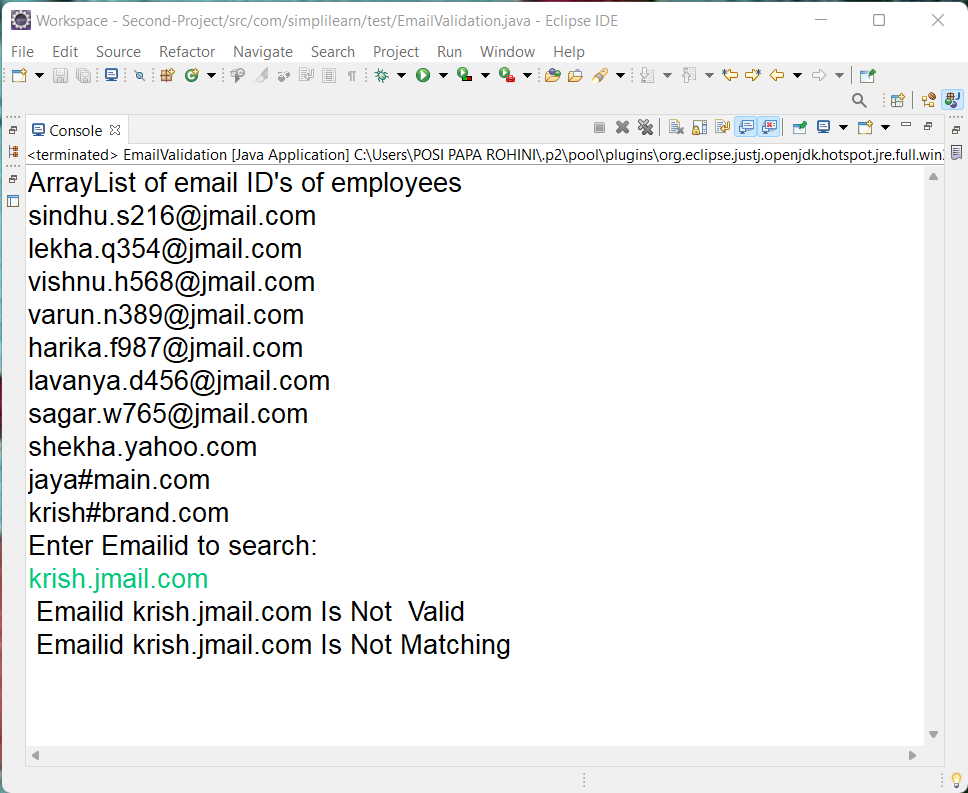 Workspace - Second-Project/src/com/simplilearn/test/EmailValidation.java - Eclipse IDE
File Edit Source Refactor Navigate Search Project Run Window Help
Console
<terminated> EmailValidation [Java Application] C:\Users\POSI PAPA ROHINI\.p2\pool\plugins\org.eclipse.justj.openjdk.hotspot.jre.full.win
ArrayList of email ID's of employees
sindhu.s216@jmail.com
lekha.q354@jmail.com
vishnu.h568@jmail.com
varun.n389@jmail.com
harika.f987@jmail.com
lavanya.d456@jmail.com
sagar.w765@jmail.com
shekha.yahoo.com
jaya#main.com
krish#brand.com
Enter Emailid to search:
krish.jmail.com
Emailid krish.jmail.com Is Not  Valid
Emailid krish.jmail.com Is Not Matching